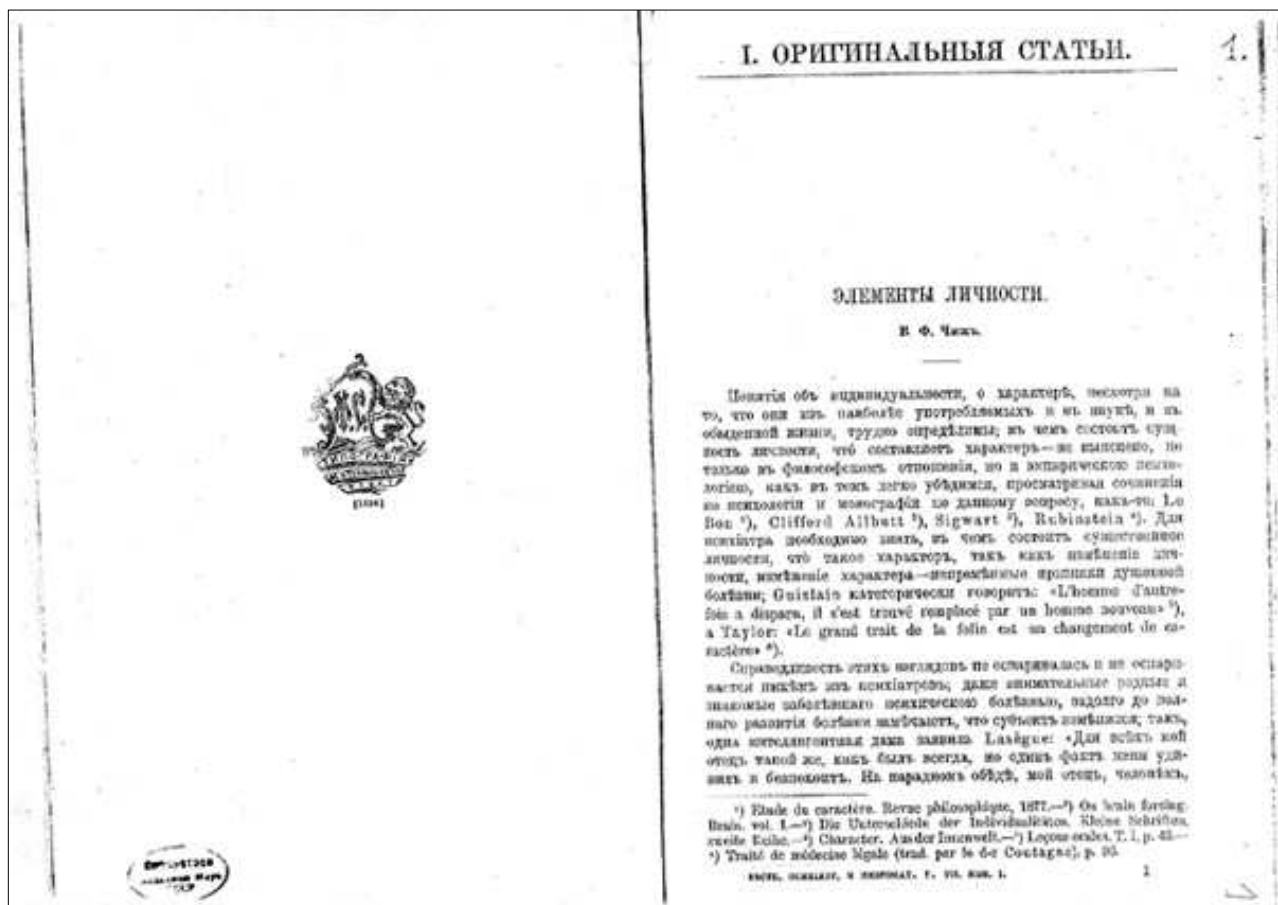 I. ОРИГИНАЛЬНЫЯ СТАТЬИ.
1.
ЭЛЕМЕНТЫ ЛИЧНОСТИ.
В. Ф. Чижъ.
Понятія объ индивидуальности, о характерѣ, несмотря на
то, что они изъ наиболѣе употребляемыхъ и въ наукѣ, и въ
обыденной жизни, трудно опредѣлимы; въ чемъ состоитъ сущ-
ность личности, что́ составляетъ характеръ—не выяснено, не
только въ философскомъ отношеніи, но и эмпирическою психо-
логіею, какъ въ томъ легко убѣдимся, просматривая сочиненія
по психологіи и монографіи по данному вопросу, какъ-то: Le
Bon ¹), Clifford Allbutt ²), Sigwart ³), Rubinstein ⁴). Для
психіатра необходимо знать, въ чемъ состоитъ существенное
личности, что́ такое характеръ, такъ какъ измѣненіе лич-
ности, измѣненіе характера—непремѣнные признаки душевной
болѣзни; Guislain категорически говоритъ: «L'homme d'autre-
fois a disparu, il s'est trouvé remplacé par un homme nouveau» ⁵),
а Taylor: «Le grand trait de la folie est un changement de ca-
ractère» ⁶).
Справедливость этихъ взглядовъ не оспаривалась и не оспари-
вается никѣмъ изъ психіатровъ; даже внимательные родные и
знакомые заболѣвшаго психическою болѣзнью, задолго до пол-
наго развитія болѣзни замѣчаютъ, что субъектъ измѣнился; такъ,
одна интеллигентная дама заявила Lasègue: «Для всѣхъ мой
отецъ такой же, какъ былъ всегда, но одинъ фактъ меня уди-
вилъ и безпокоитъ. На парадномъ обѣдѣ, мой отецъ, человѣкъ,
¹) Etude du caractère. Revue philosophique, 1877.—²) On brain forcing.
Brain. vol. I.—³) Die Unterschiede der Individualitäten. Kleine Schriften,
zweite Reihe.—⁴) Character. Aus der Innenwelt.—⁵) Leçons orales. T. I, p. 43.—
⁶) Traité de médecine légale (trad. par le d-r Coutagne), p.
ВѢСТН. ПСИХІАТ. И НЕВРОПАТ. Г. VII. ВЫП. I.
1